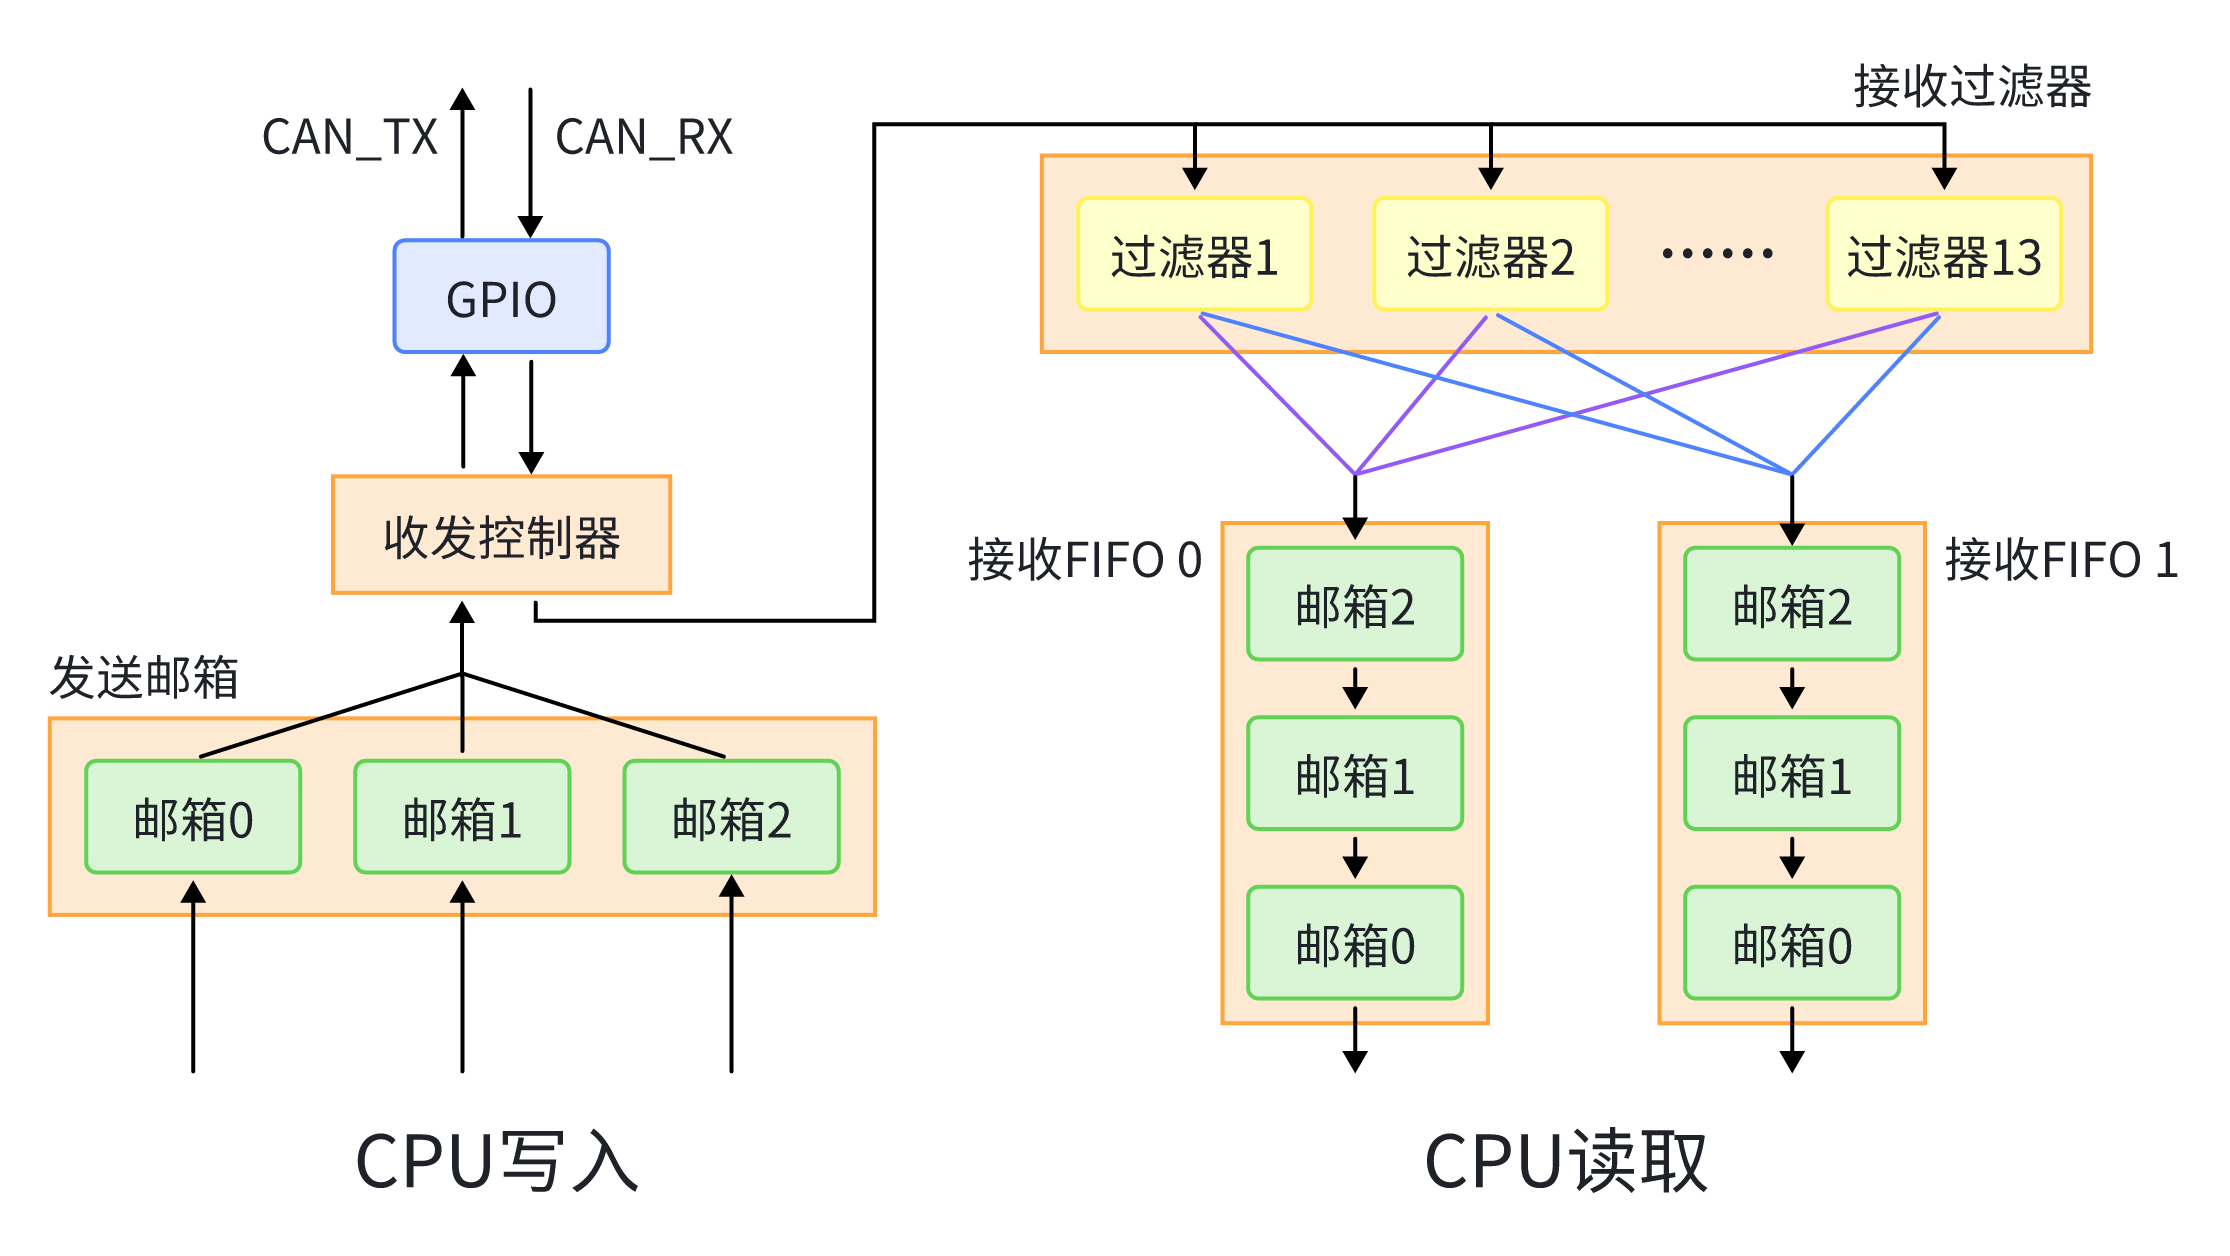 接收过滤器
CAN_TX
CAN_RX
过滤器1
过滤器2
······
过滤器13
GPIO
收发控制器
接收FIFO 0
接收FIFO 1
邮箱2
邮箱2
发送邮箱
邮箱1
邮箱1
邮箱0
邮箱1
邮箱2
邮箱0
邮箱0
CPU写入
CPU读取